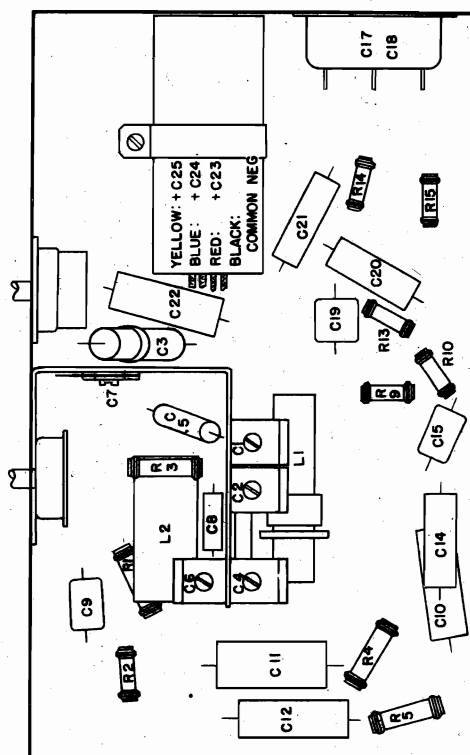 C17
C18
YELLOW: +C25
BLUE: +C24
RED: +C23
BLACK:
COMMON NEG
R14
R15
C21
C22
C20
C19
R13
C3
R10
C7
R9
C5
C15
R3
C1
L1
C2
L2
C8
C14
C6
C4
C10
R1
C9
R2
C11
R4
C12
R5